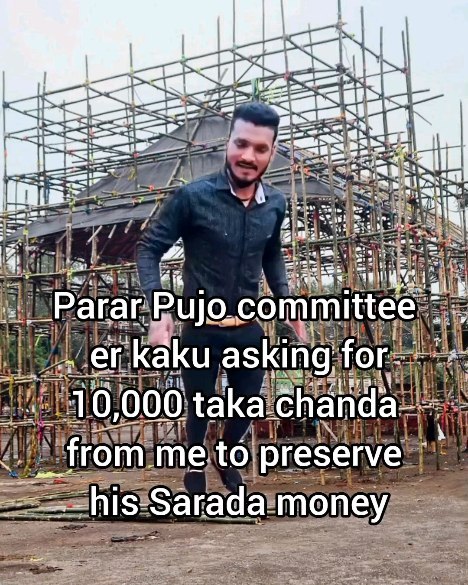 Parar Pujo committee
er kaku asking for
10,000 taka chanda
from me to preserve
his Sarada money